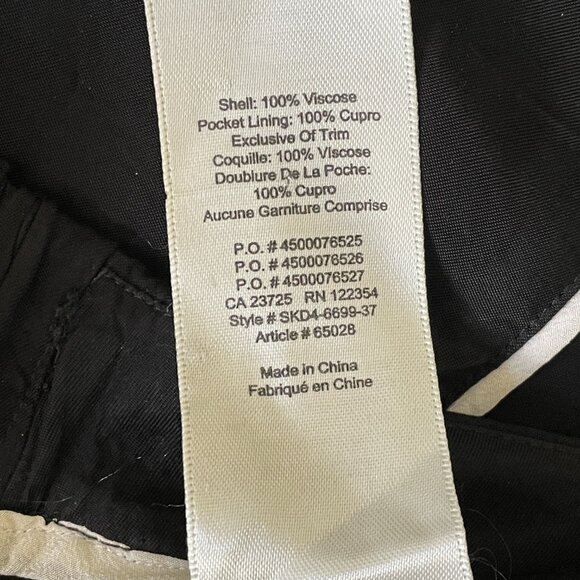 Shell: 100% Viscose
Pocket Lining: 100% Cupro
Exclusive Of Trim
Coquille: 100% Viscose
Doublure De La Poche:
100% Cupro
Aucune Garniture Comprise
P.O. # 4500076525
P.O. # 4500076526
P.O. # 4500076527
CA 23725 RN 122354
Style # SKD4-6699-37
Article # 65028
Made in China
Fabriqué en Chine